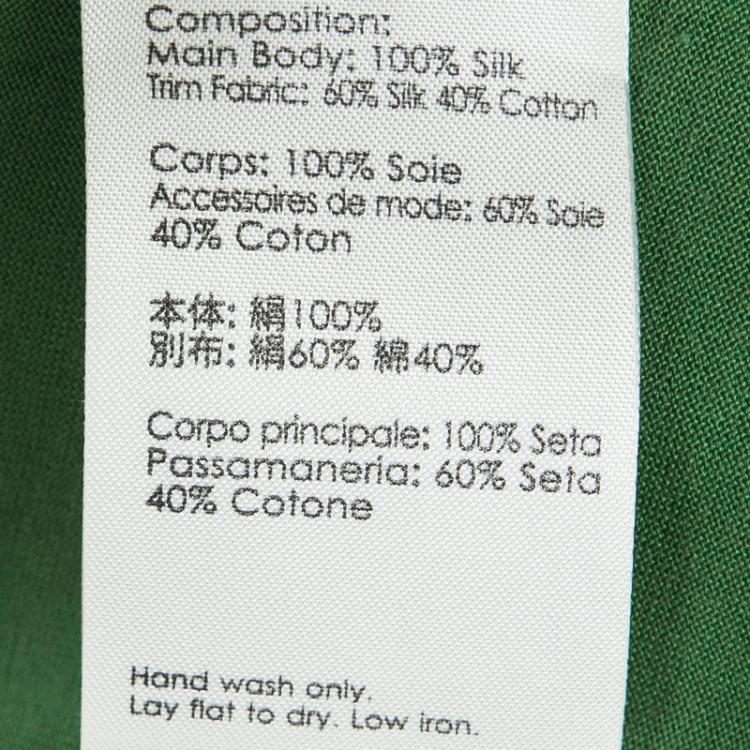 Composition:
Main Body: 100% Silk
Trim Fabric: 60% Silk 40% Cotton
Corps: 100% Soie
Accessoires de mode: 60% Soie
40% Coton
本体: 絹100%
別布: 絹60% 綿40%
Corpo principale: 100% Seta
Passamaneria: 60% Seta
40% Cotone
Hand wash only.
Lay flat to dry. Low iron.